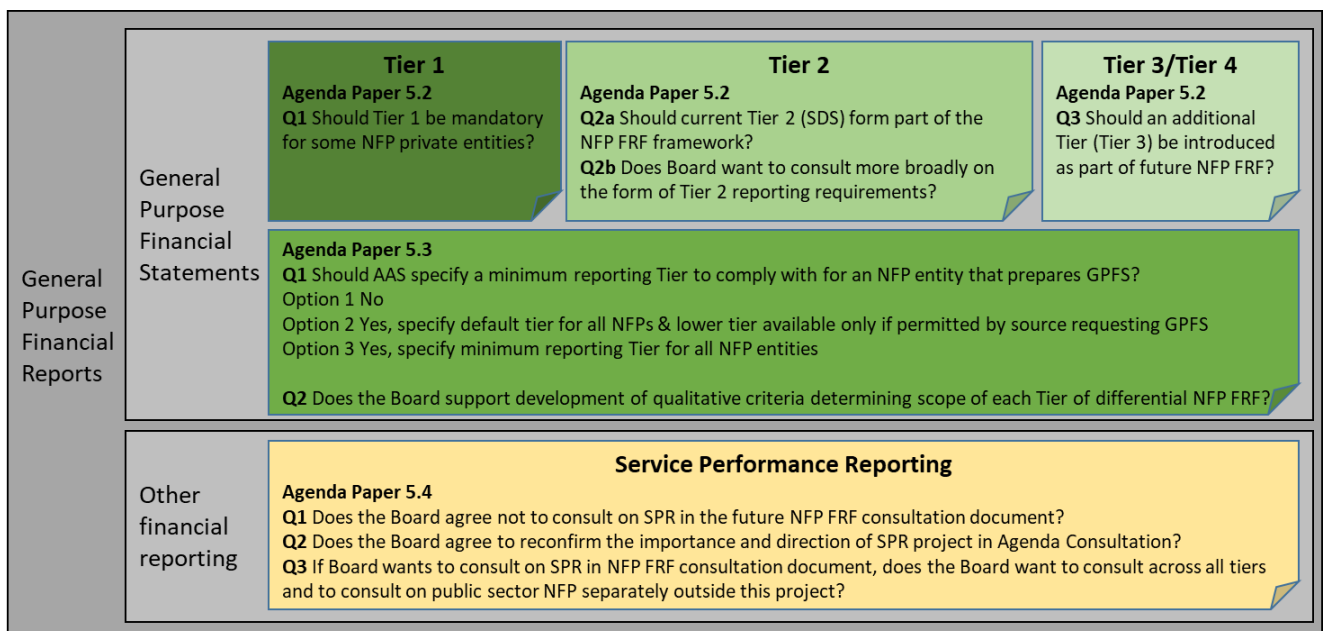 General
Purpose
Financial
Reports
General
Purpose
Financial
Statements
Tier 1
Agenda Paper 5.2
Q1 Should Tier 1 be mandatory
for some NFP private entities?
Tier 2
Agenda Paper 5.2
Q2a Should current Tier 2 (SDS) form part of the
NFP FRF framework?
Q2b Does Board want to consult more broadly on
the form of Tier 2 reporting requirements?
Tier 3/Tier 4
Agenda Paper 5.2
Q3 Should an additional
Tier (Tier 3) be introduced
as part of future NFP FRF?
Agenda Paper 5.3
Q1 Should AAS specify a minimum reporting Tier to comply with for an NFP entity that prepares GPFS?
Option 1 No
Option 2 Yes, specify default tier for all NFPs & lower tier available only if permitted by source requesting GPFS
Option 3 Yes, specify minimum reporting Tier for all NFP entities
Q2 Does the Board support development of qualitative criteria determining scope of each Tier of differential NFP FRF?
Other
financial
reporting
Service Performance Reporting
Agenda Paper 5.4
Q1 Does the Board agree not to consult on SPR in the future NFP FRF consultation document?
Q2 Does the Board agree to reconfirm the importance and direction of SPR project in Agenda Consultation?
Q3 If Board wants to consult on SPR in NFP FRF consultation document, does the Board want to consult across all tiers
and to consult on public sector NFP separately outside this project?